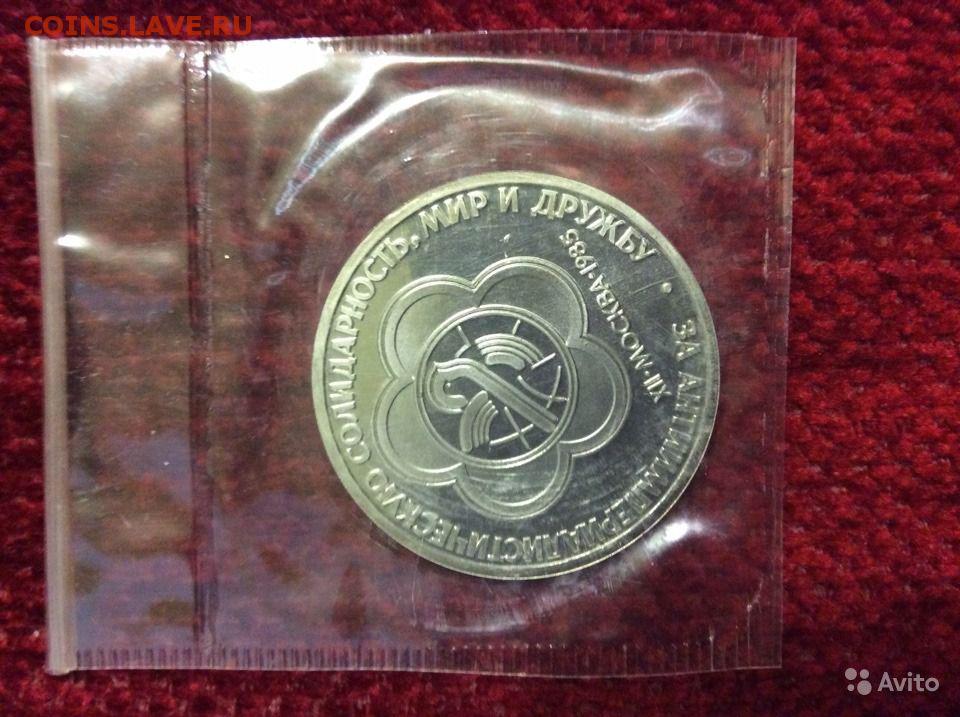 COINS.LAVE.RU
ЗА АНТИИМПЕРИАЛИСТИЧЕСКУЮ СОЛИДАРНОСТЬ, МИР И ДРУЖБУ •
XII•МОСКВА•1985
Avito